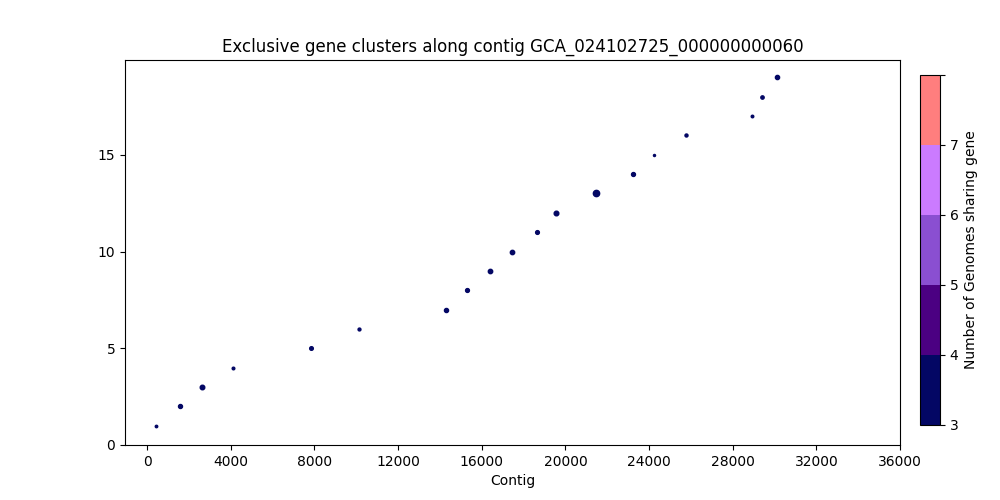 Exclusive gene clusters along contig GCA_024102725_000000000060
15
10
5
0
0 4000 8000 12000 16000 20000 24000 28000 32000 36000
Contig
7
6
5
4
3
Number of Genomes sharing gene